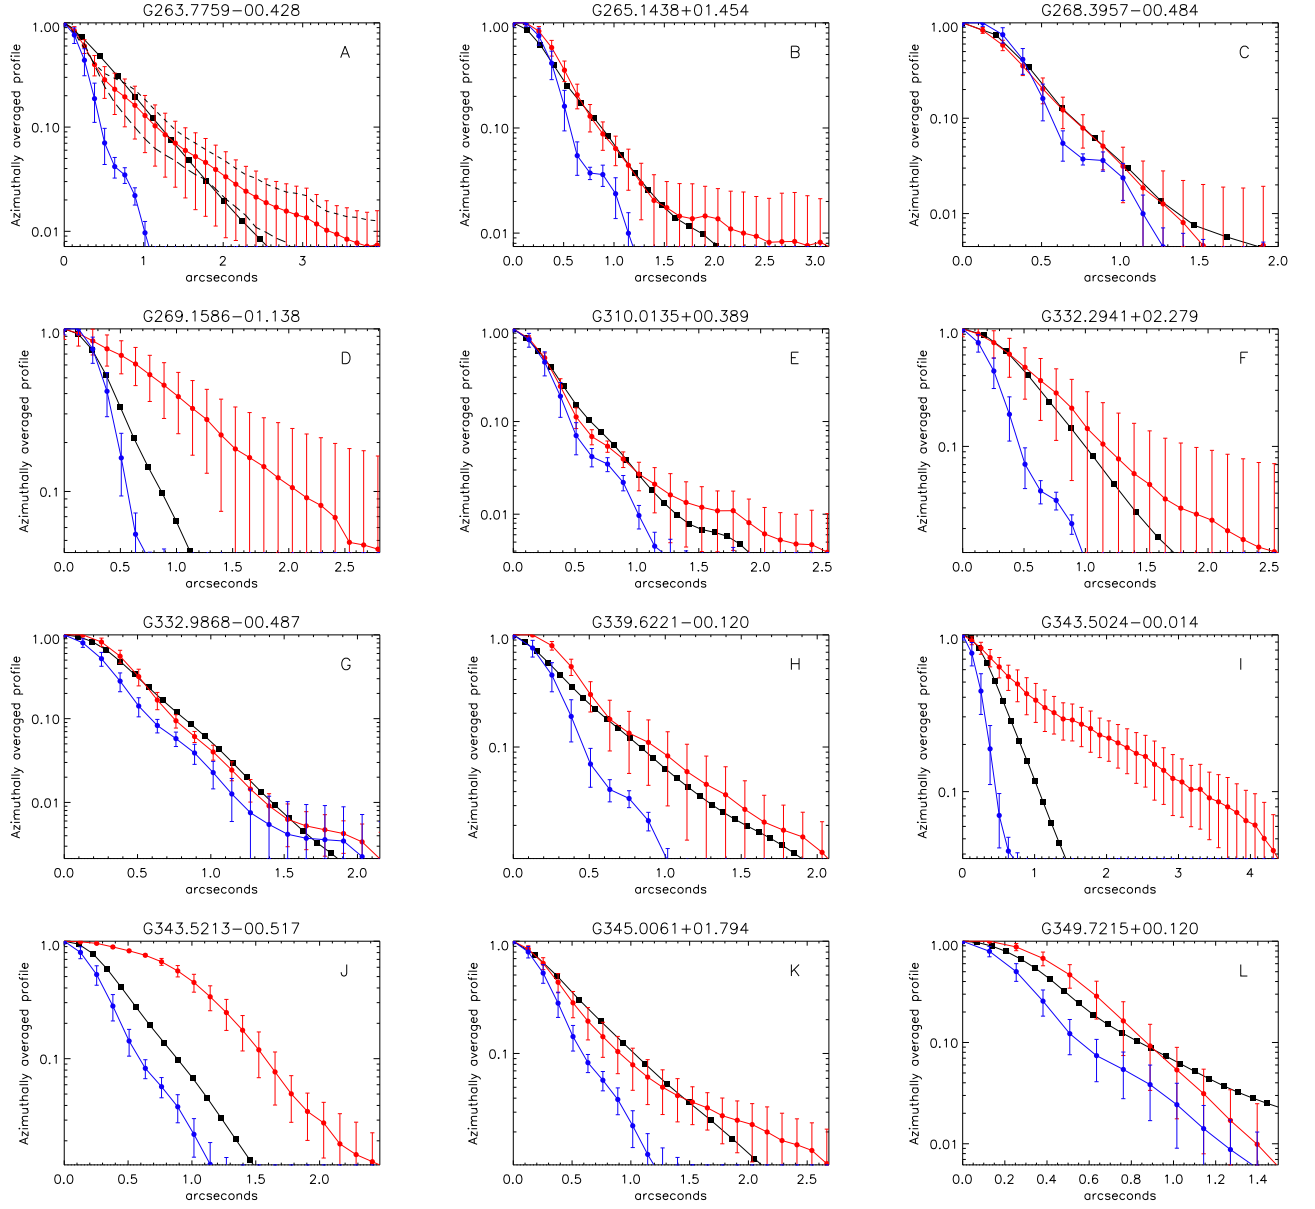 G263.7759−00.428
G265.1438+01.454
G268.3957−00.484
Azimuthally averaged profile
1.00
0.10
0.01
A
0 1 2 3
arcseconds
Azimuthally averaged profile
1.00
0.10
0.01
B
0.0 0.5 1.0 1.5 2.0 2.5 3.0
arcseconds
Azimuthally averaged profile
1.00
0.10
0.01
C
0.0 0.5 1.0 1.5 2.0
arcseconds
G269.1586−01.138
G310.0135+00.389
G332.2941+02.279
Azimuthally averaged profile
1.0
0.1
D
0.0 0.5 1.0 1.5 2.0 2.5
arcseconds
Azimuthally averaged profile
1.00
0.10
0.01
E
0.0 0.5 1.0 1.5 2.0 2.5
arcseconds
Azimuthally averaged profile
1.0
0.1
F
0.0 0.5 1.0 1.5 2.0 2.5
arcseconds
G332.9868−00.487
G339.6221−00.120
G343.5024−00.014
Azimuthally averaged profile
1.00
0.10
0.01
G
0.0 0.5 1.0 1.5 2.0
arcseconds
Azimuthally averaged profile
1.0
0.1
H
0.0 0.5 1.0 1.5 2.0
arcseconds
Azimuthally averaged profile
1.0
0.1
I
0 1 2 3 4
arcseconds
G343.5213−00.517
G345.0061+01.794
G349.7215+00.120
Azimuthally averaged profile
1.0
0.1
J
0.0 0.5 1.0 1.5 2.0
arcseconds
Azimuthally averaged profile
1.0
0.1
K
0.0 0.5 1.0 1.5 2.0 2.5
arcseconds
Azimuthally averaged profile
1.00
0.10
0.01
L
0.0 0.2 0.4 0.6 0.8 1.0 1.2 1.4
arcseconds